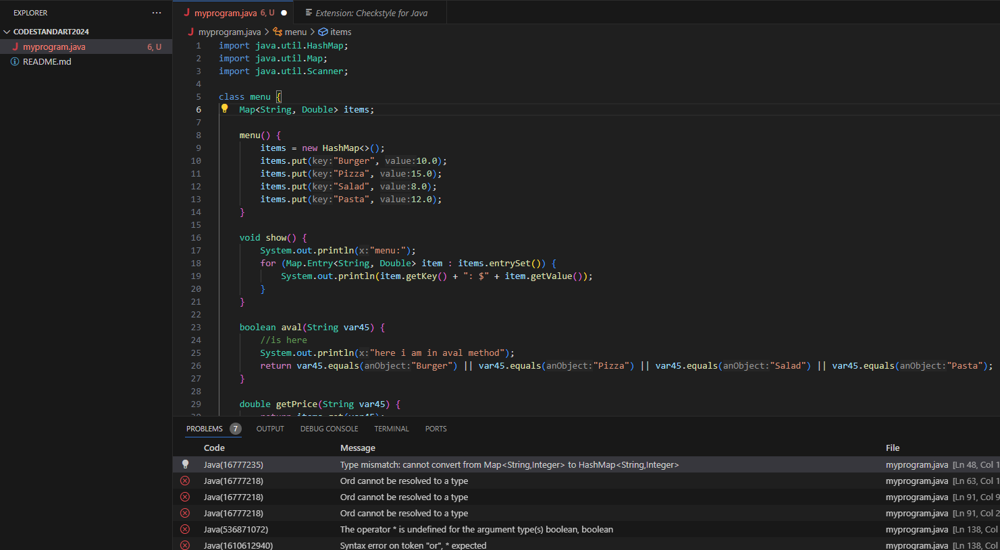 EXPLORER
CODESTANDART2024
myprogram.java 6, U
README.md
myprogram.java 6, U
Extension: Checkstyle for Java
myprogram.java > menu > items
1 import java.util.HashMap;
2 import java.util.Map;
3 import java.util.Scanner;
4
5 class menu {
6 Map<String, Double> items;
7
8 menu() {
9 items = new HashMap<>();
10 items.put(key:"Burger", value:10.0);
11 items.put(key:"Pizza", value:15.0);
12 items.put(key:"Salad", value:8.0);
13 items.put(key:"Pasta", value:12.0);
14 }
15
16 void show() {
17 System.out.println(x:"menu:");
18 for (Map.Entry<String, Double> item : items.entrySet()) {
19 System.out.println(item.getKey() + ": $" + item.getValue());
20 }
21 }
22
23 boolean aval(String var45) {
24 //is here
25 System.out.println(x:"here i am in aval method");
26 return var45.equals(anObject:"Burger") || var45.equals(anObject:"Pizza") || var45.equals(anObject:"Salad") || var45.equals(anObject:"Pasta");
27 }
28
29 double getPrice(String var45) {
30 return items.get(var45);
PROBLEMS 7 OUTPUT DEBUG CONSOLE TERMINAL PORTS
Code Message File
Java(16777235) Type mismatch: cannot convert from Map<String,Integer> to HashMap<String,Integer> myprogram.java [Ln 48, Col 1
Java(16777218) Ord cannot be resolved to a type myprogram.java [Ln 63, Col 1
Java(16777218) Ord cannot be resolved to a type myprogram.java [Ln 91, Col 9
Java(16777218) Ord cannot be resolved to a type myprogram.java [Ln 91, Col 2
Java(536871072) The operator * is undefined for the argument type(s) boolean, boolean myprogram.java [Ln 138, Col
Java(1610612940) Syntax error on token "or", * expected myprogram.java [Ln 138, Col